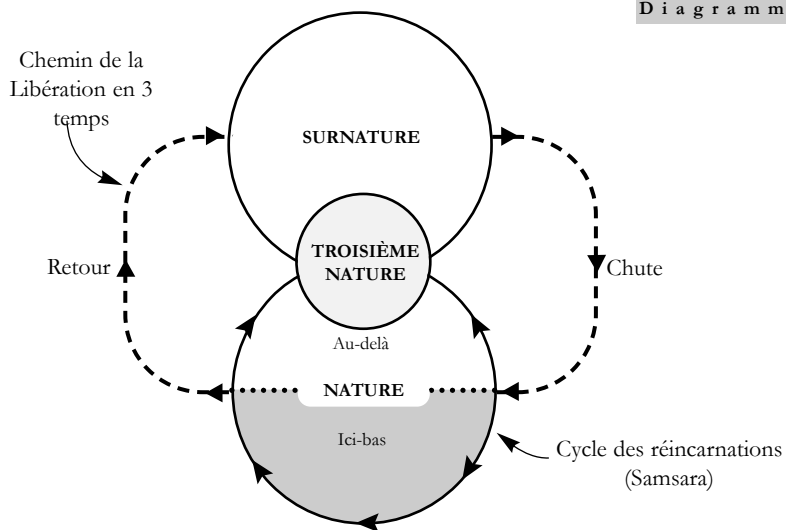 Diagramm
Chemin de la
Libération en 3
temps
SURNATURE
TROISIÈME
NATURE
Retour
Chute
Au-delà
NATURE
Ici-bas
Cycle des réincarnations
(Samsara)